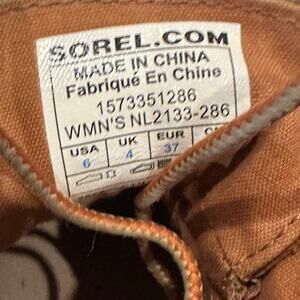 SOREL.COM
MADE IN CHINA
Fabriqué En Chine
1573351286
WMN'S NL2133-286
USA UK EUR
6 4 37